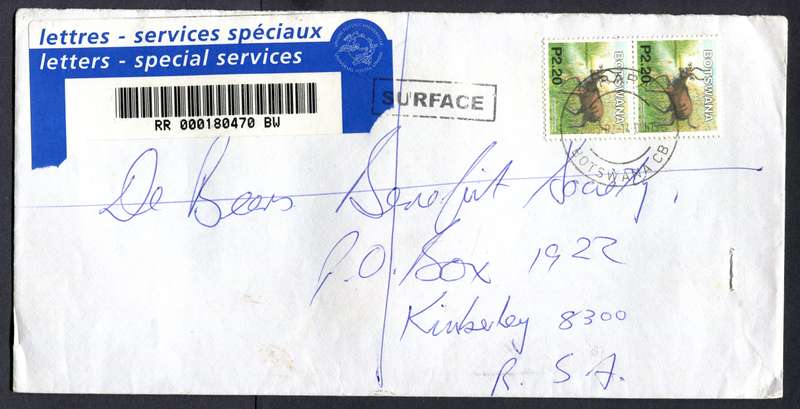 lettres - services spéciaux
letters - special services
RR 000180470 BW
SURFACE
P2.20 BOTSWANA
P2.20 BOTSWANA
BOTSWANA CB
De Beers Benefit Society,
P.O. Box 1922
Kimberley 8300
R. S A.